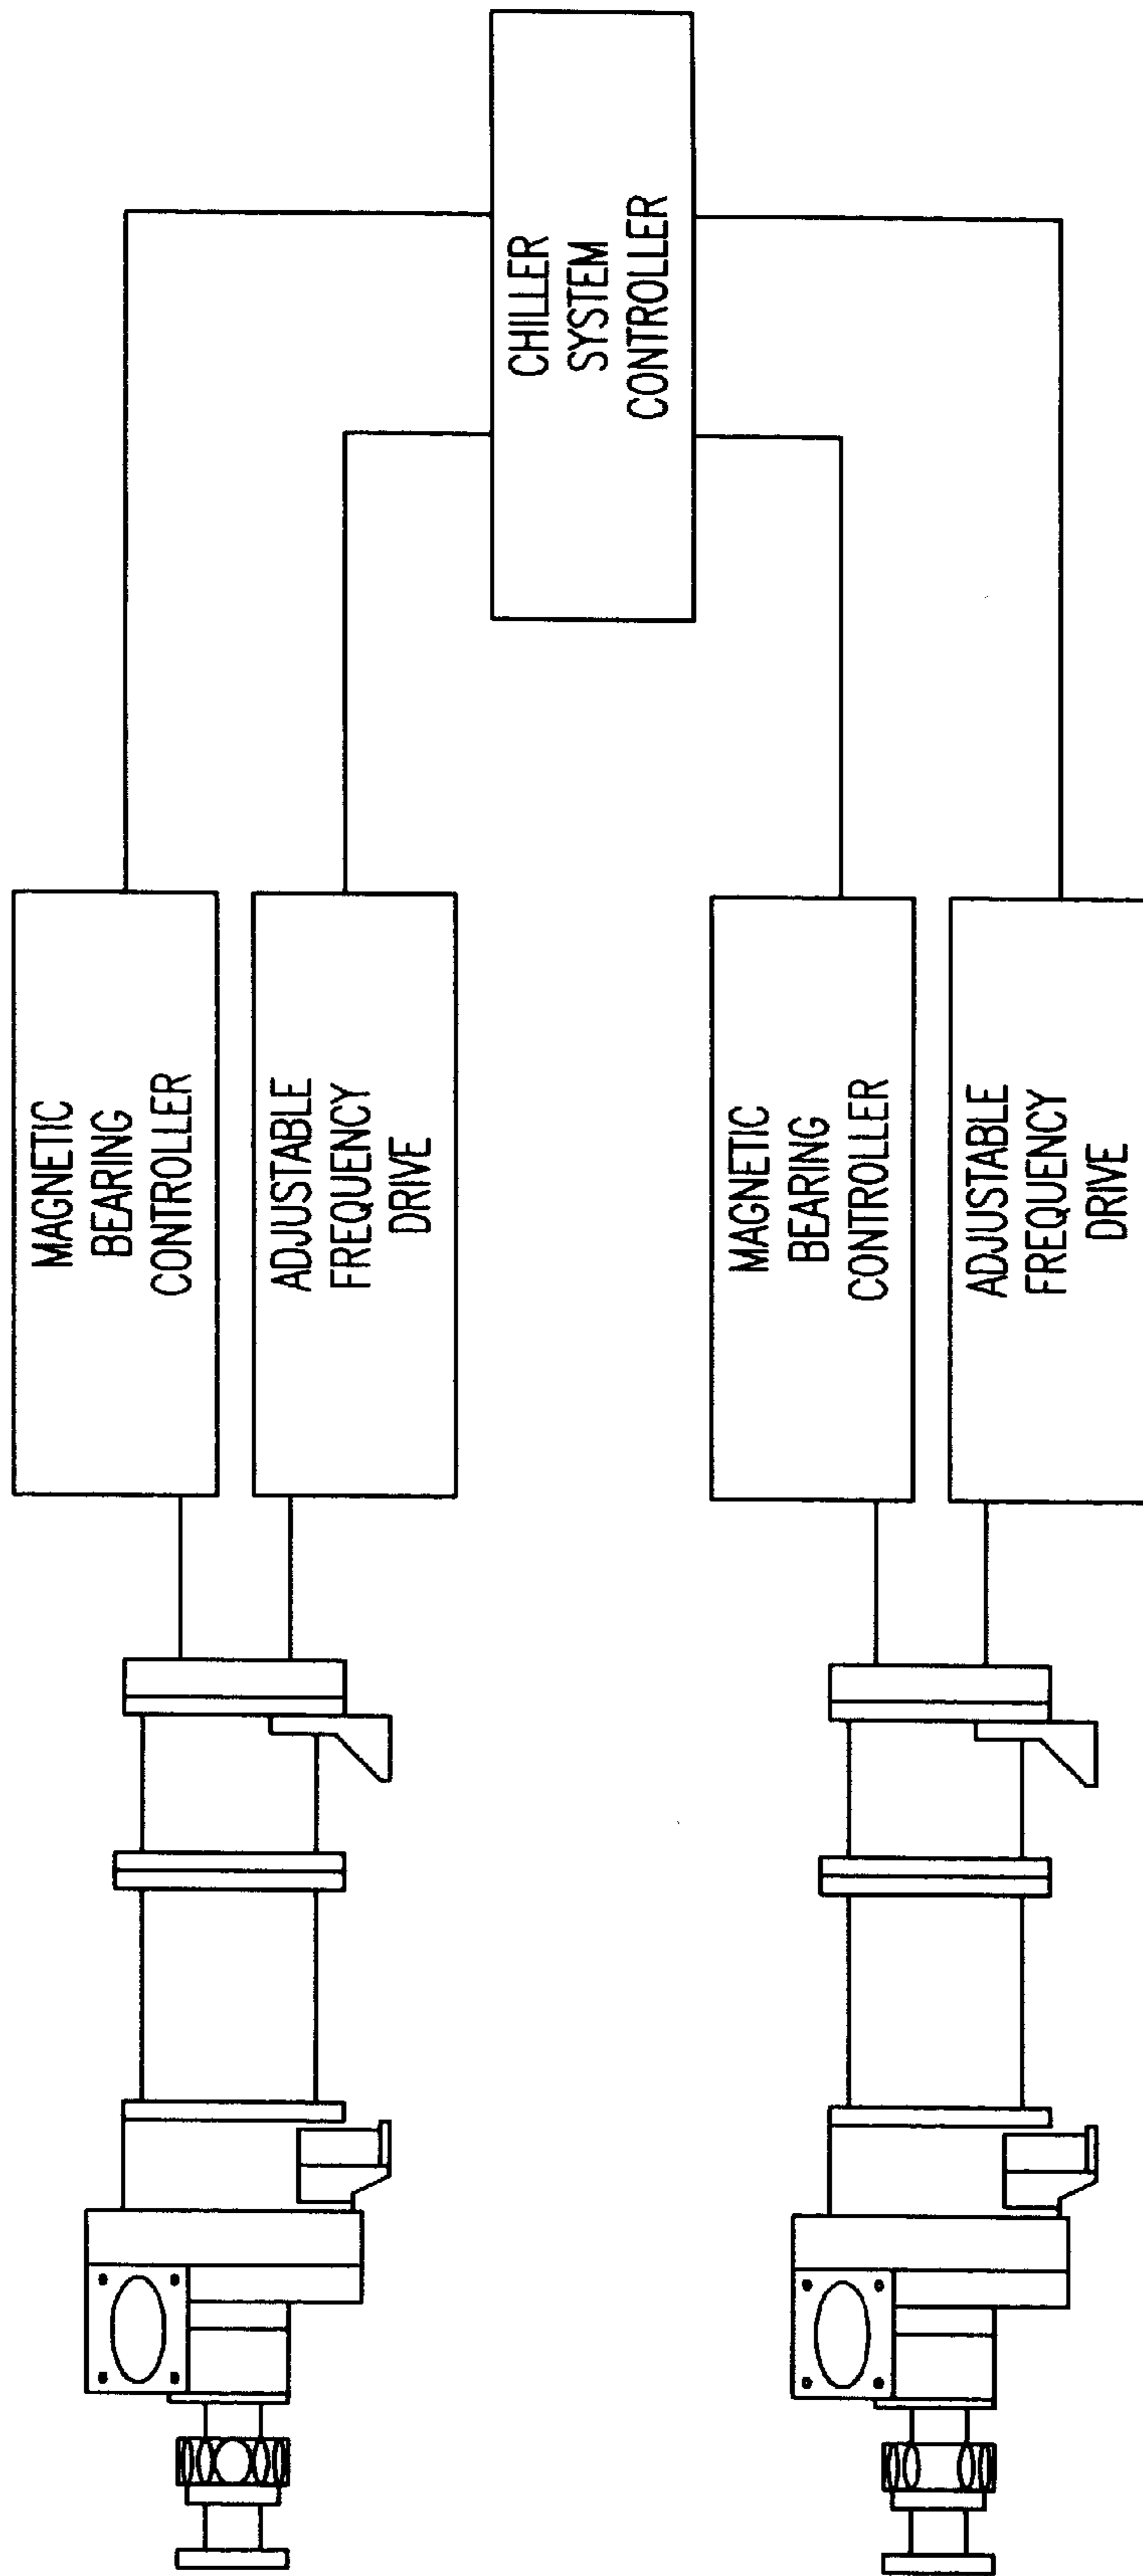 CHILLER
SYSTEM
CONTROLLER
MAGNETIC
BEARING
CONTROLLER
ADJUSTABLE
FREQUENCY
DRIVE
MAGNETIC
BEARING
CONTROLLER
ADJUSTABLE
FREQUENCY
DRIVE